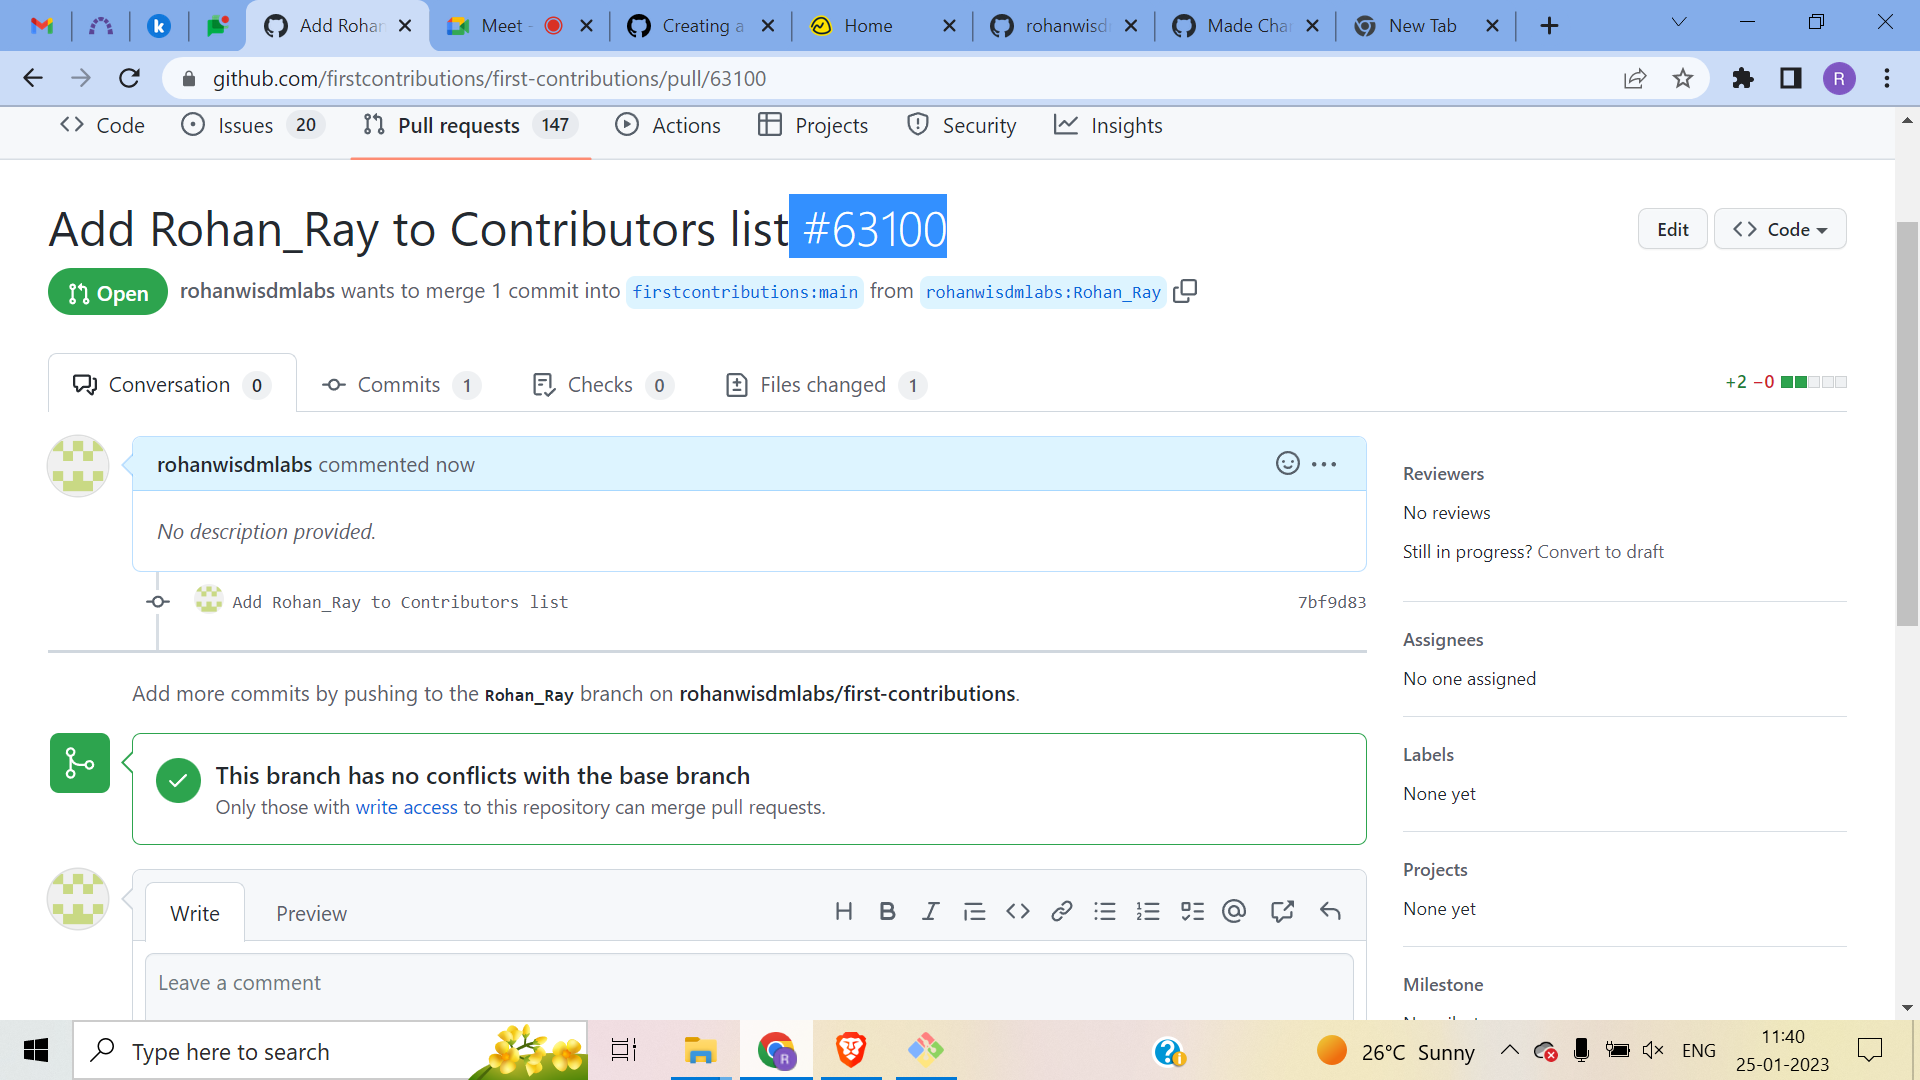 Add Rohan
Meet -
Creating a
Home
rohanwisd
Made Char
New Tab
github.com/firstcontributions/first-contributions/pull/63100
R
Code
Issues 20
Pull requests 147
Actions
Projects
Security
Insights
Add Rohan_Ray to Contributors list #63100
Edit
Code
Open
rohanwisdmlabs wants to merge 1 commit into firstcontributions:main from rohanwisdmlabs:Rohan_Ray
Conversation 0
Commits 1
Checks 0
Files changed 1
+2 −0
rohanwisdmlabs commented now
No description provided.
Add Rohan_Ray to Contributors list
7bf9d83
Add more commits by pushing to the Rohan_Ray branch on rohanwisdmlabs/first-contributions.
This branch has no conflicts with the base branch
Only those with write access to this repository can merge pull requests.
Write
Preview
Leave a comment
Reviewers
No reviews
Still in progress? Convert to draft
Assignees
No one assigned
Labels
None yet
Projects
None yet
Milestone
Type here to search
R
26°C Sunny
ENG
11:40
25-01-2023